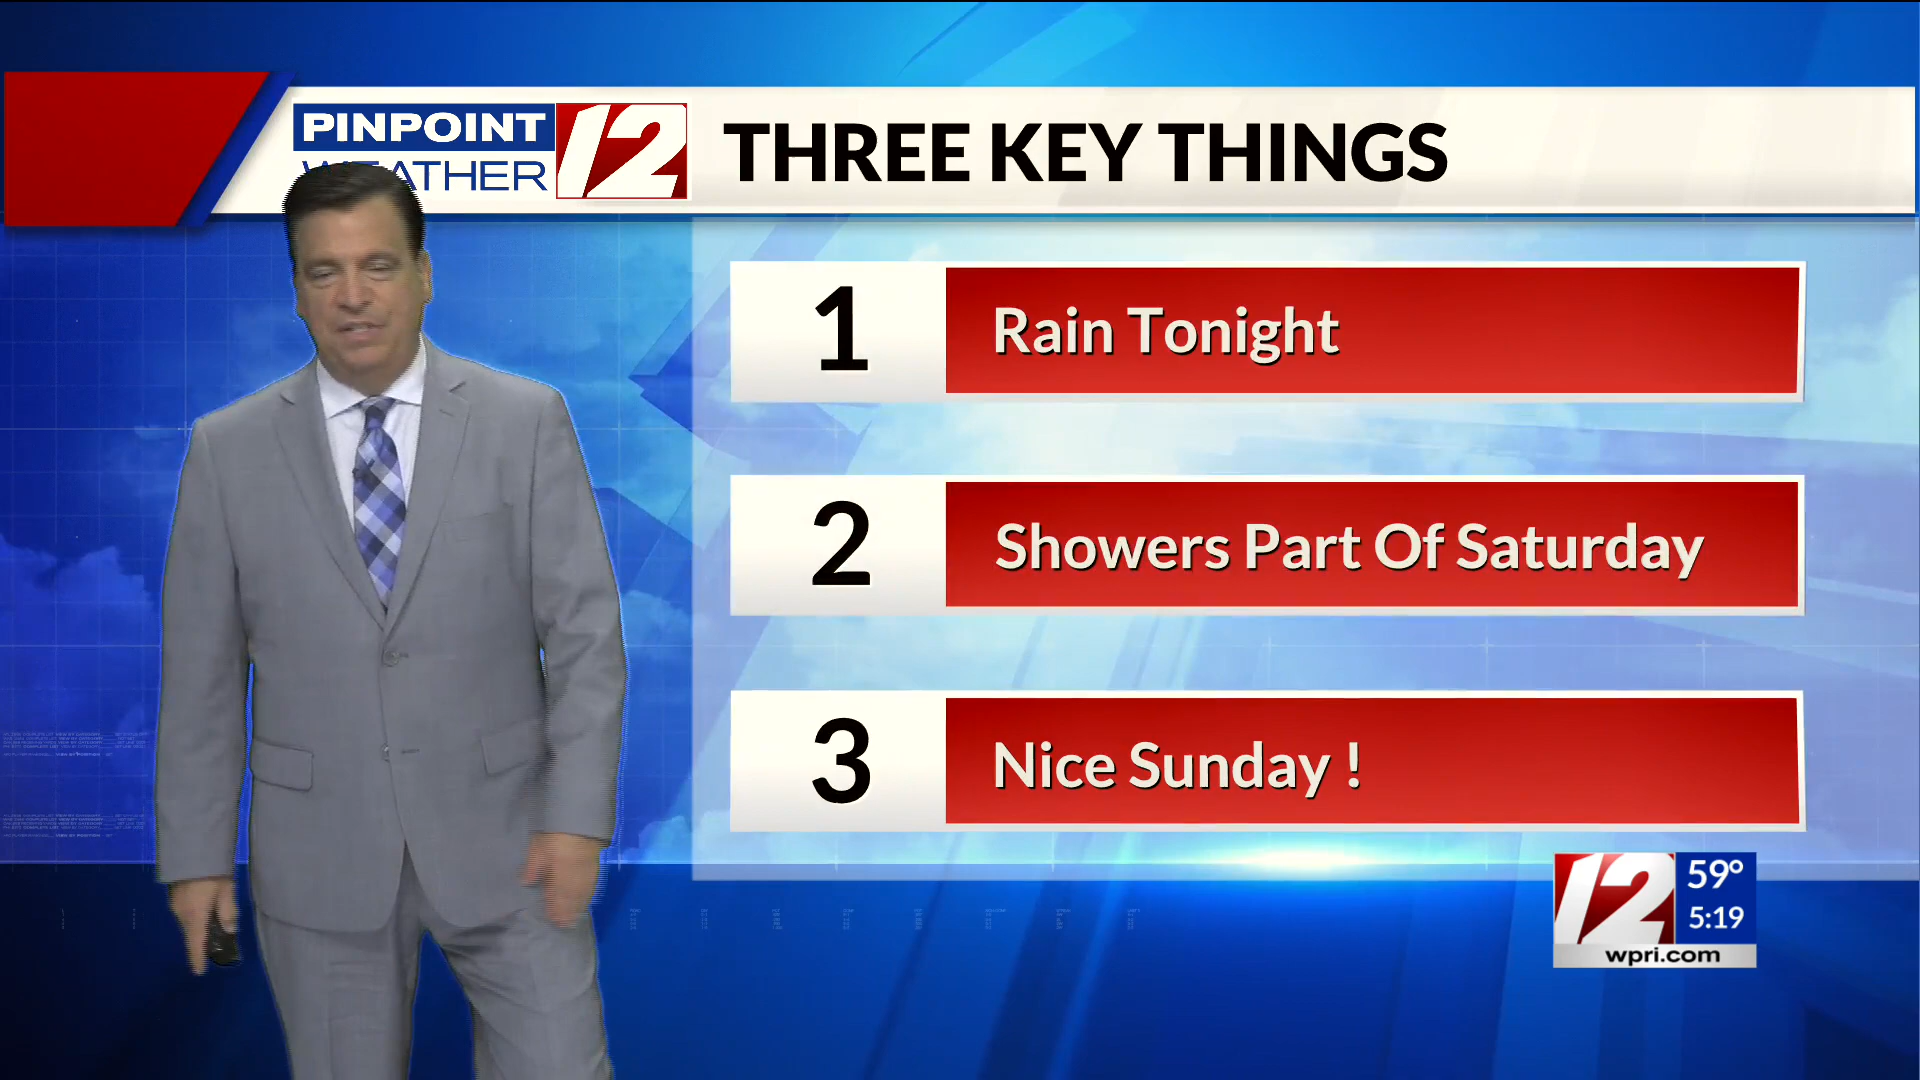 PINPOINT
WEATHER
12
THREE KEY THINGS
1
Rain Tonight
2
Showers Part Of Saturday
3
Nice Sunday !
12
59°
5:19
wpri.com